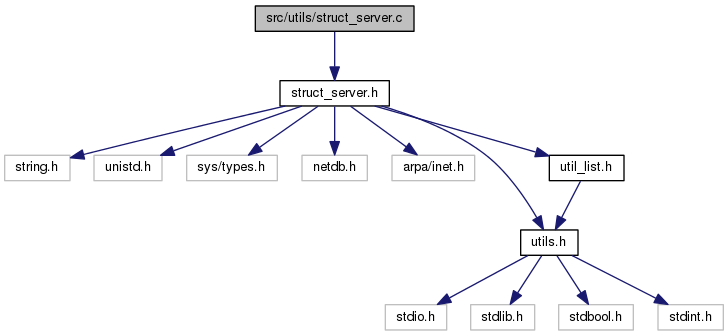 src/utils/struct_server.c
struct_server.h
string.h
unistd.h
sys/types.h
netdb.h
arpa/inet.h
util_list.h
utils.h
stdio.h
stdlib.h
stdbool.h
stdint.h